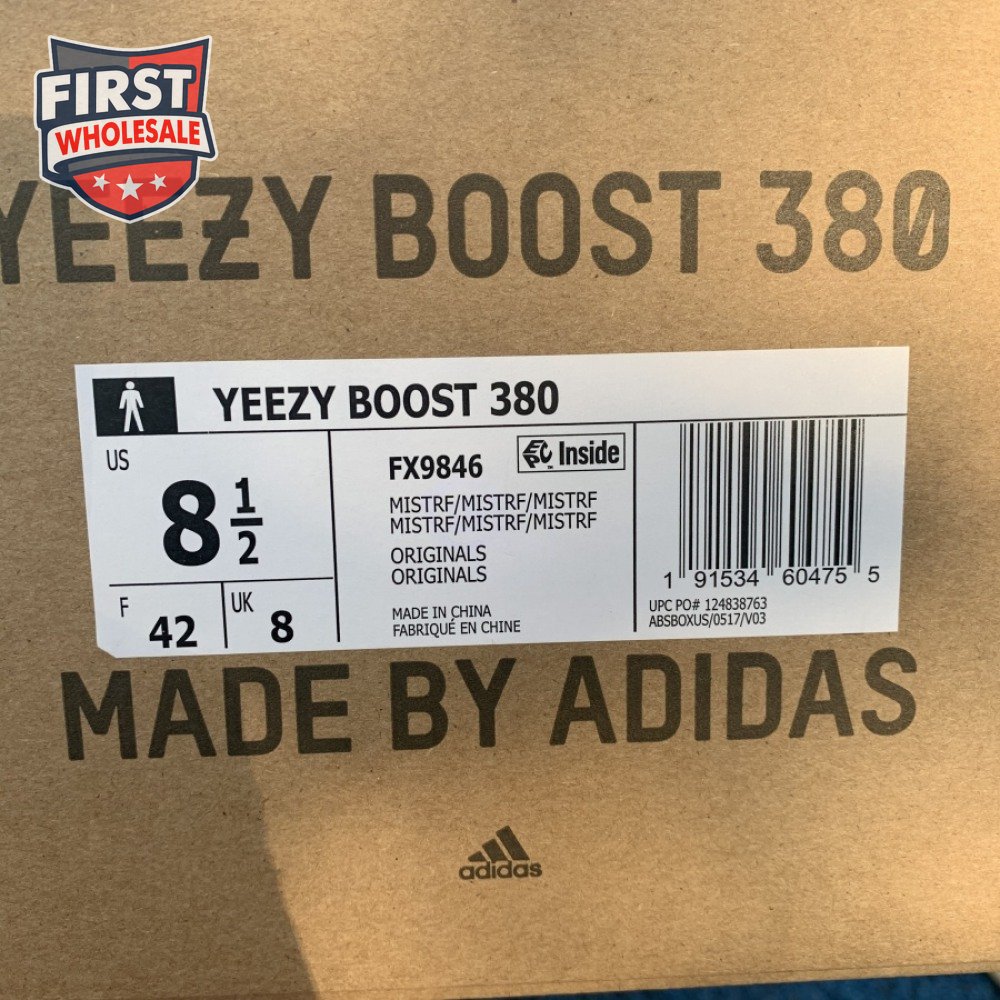 FIRST
WHOLESALE
YEEZY BOOST 380
YEEZY BOOST 380
US
8 1/2
F
42
UK
8
FX9846
EPC Inside
™
MISTRF/MISTRF/MISTRF
MISTRF/MISTRF/MISTRF
ORIGINALS
ORIGINALS
MADE IN CHINA
FABRIQUÉ EN CHINE
1 91534 60475 5
UPC PO# 124838763
ABSBOXUS/0517/V03
MADE BY ADIDAS
adidas